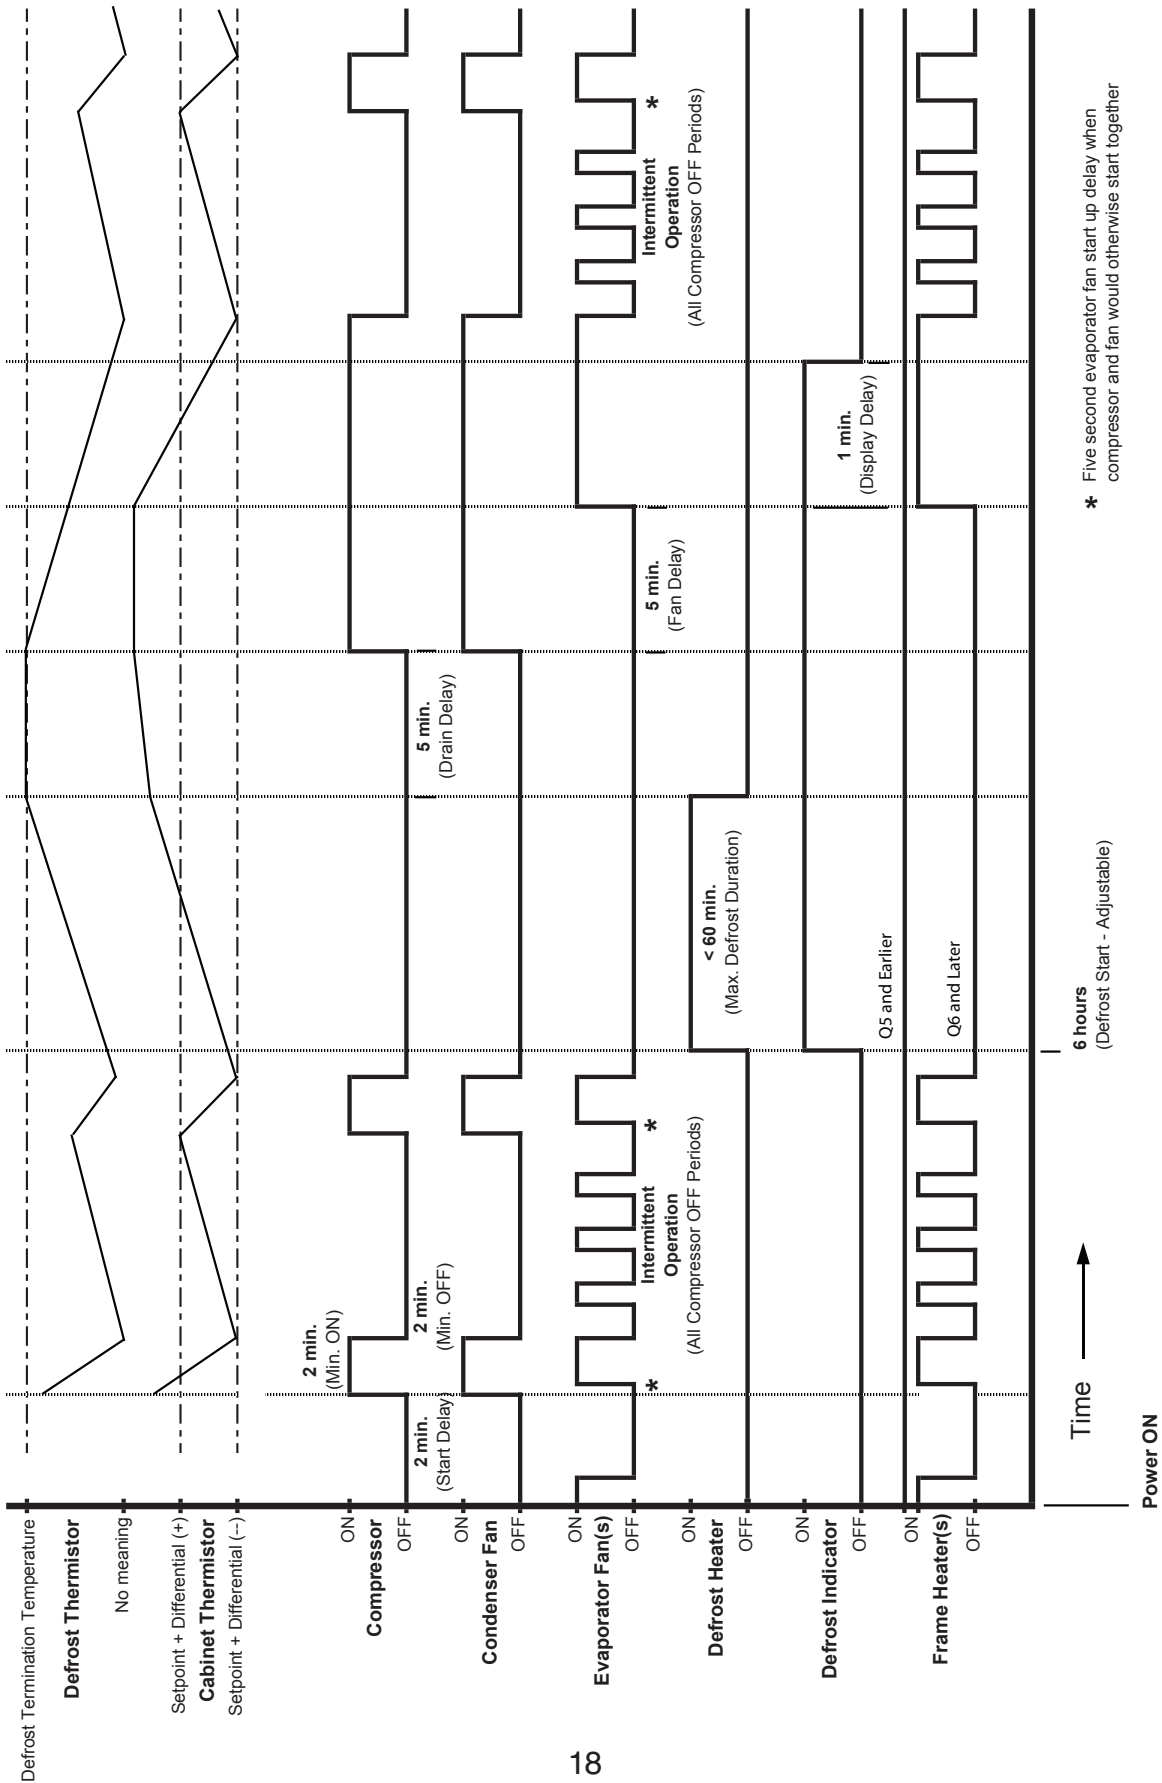 Defrost Termination Temperature
Defrost Thermistor
No meaning
Setpoint + Differential (+)
Cabinet Thermistor
Setpoint + Differential (--)
ON
Compressor
OFF
ON
Condenser Fan
OFF
ON
Evaporator Fan(s)
OFF
ON
Defrost Heater
OFF
ON
Defrost Indicator
OFF
ON
Frame Heater(s)
OFF
2 min.
(Start Delay)
2 min.
(Min. ON)
2 min.
(Min. OFF)
*
Intermittent
Operation
(All Compressor OFF Periods)
*
< 60 min.
(Max. Defrost Duration)
Q5 and Earlier
Q6 and Later
5 min.
(Drain Delay)
5 min.
(Fan Delay)
1 min.
(Display Delay)
Intermittent
Operation
(All Compressor OFF Periods)
*
Time
Power ON
6 hours
(Defrost Start - Adjustable)
* Five second evaporator fan start up delay when
compressor and fan would otherwise start together
18